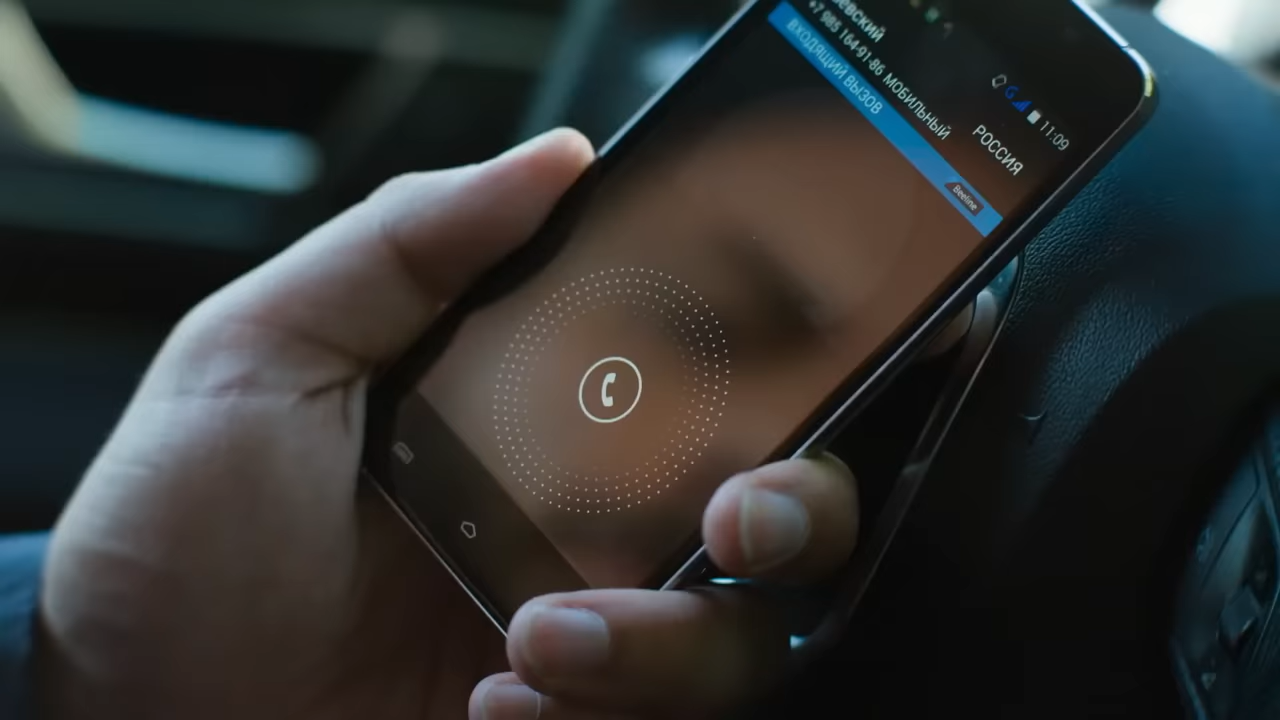 11:09
РОССИЯ
+7 985 164-91-86 МОБИЛЬНЫЙ
ВХОДЯЩИЙ ВЫЗОВ
Beeline